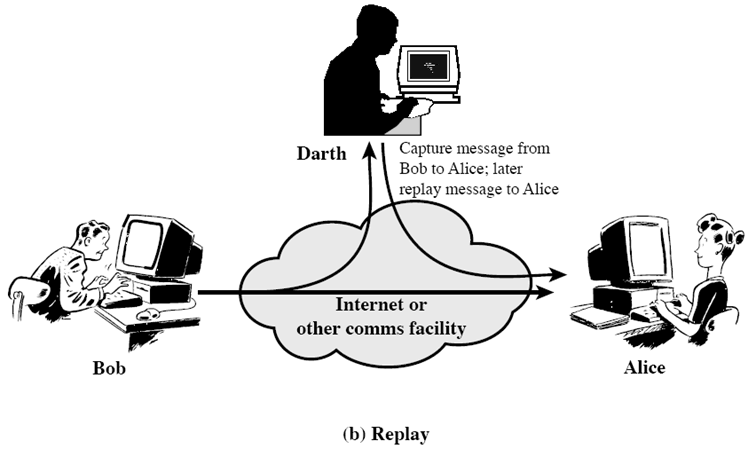 Darth
Capture message from
Bob to Alice; later
replay message to Alice
Internet or
other comms facility
Bob
Alice
(b) Replay